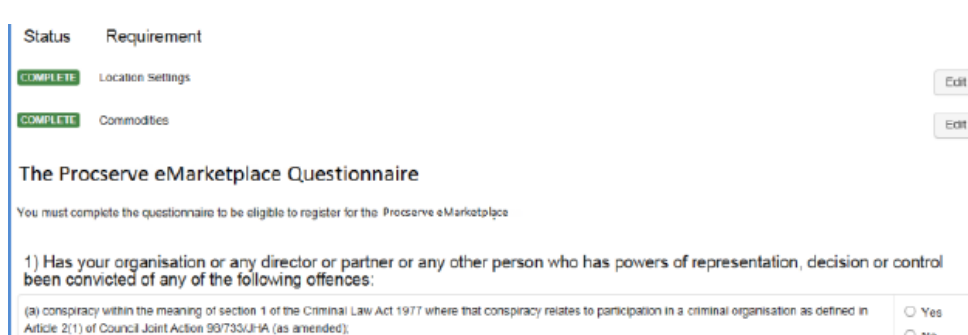 Status Requirement
COMPLETE Location Settings Edit
COMPLETE Commodities Edit
The Procserve eMarketplace Questionnaire
You must complete the questionnaire to be eligible to register for the Procserve eMarketplace
1) Has your organisation or any director or partner or any other person who has powers of representation, decision or control
been convicted of any of the following offences:
(a) conspiracy within the meaning of section 1 of the Criminal Law Act 1977 where that conspiracy relates to participation in a criminal organisation as defined in Yes
Article 2(1) of Council Joint Action 98/733/JHA (as amended); No